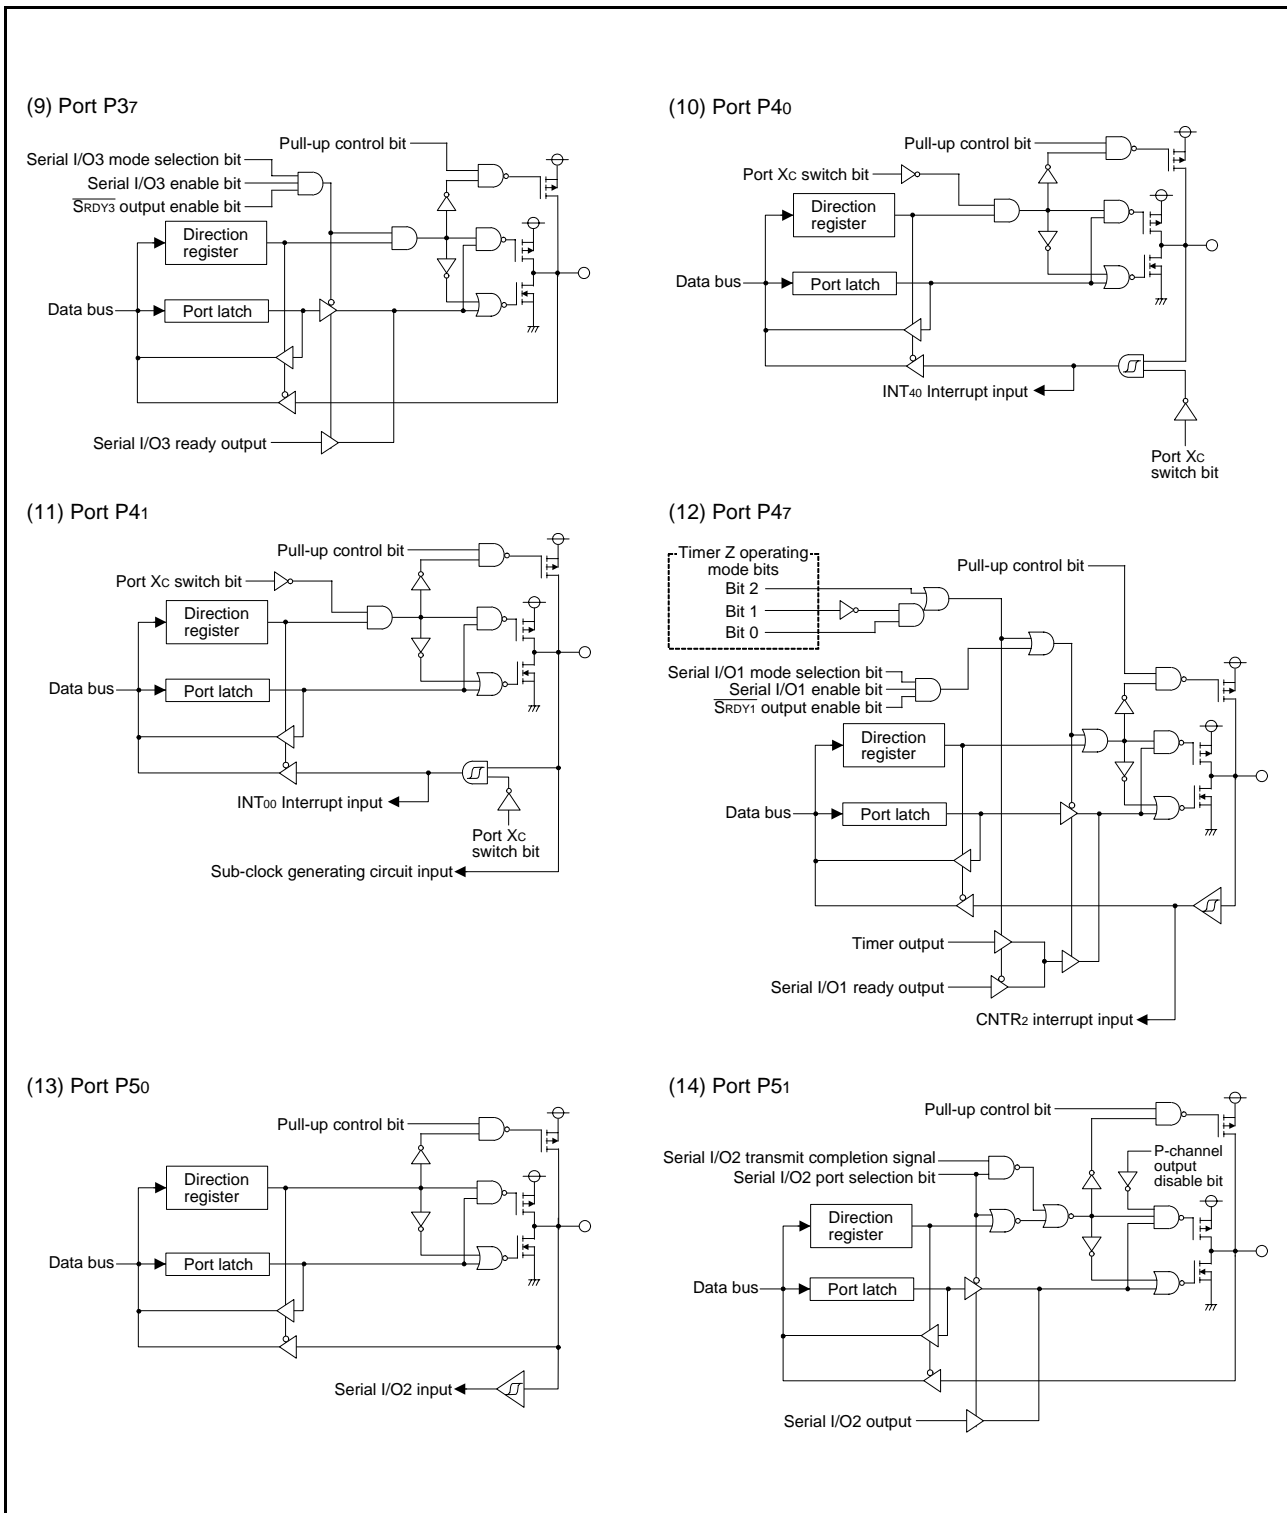 (9) Port P37
Pull-up control bit
Serial I/O3 mode selection bit
Serial I/O3 enable bit
SRDY3 output enable bit
Direction
register
Data bus
Port latch
Serial I/O3 ready output
(10) Port P40
Pull-up control bit
Port XC switch bit
Direction
register
Data bus
Port latch
INT40 Interrupt input
Port XC
switch bit
(11) Port P41
Pull-up control bit
Port XC switch bit
Direction
register
Data bus
Port latch
INT00 Interrupt input
Port XC
switch bit
Sub-clock generating circuit input
(12) Port P47
Timer Z operating
mode bits
Bit 2
Bit 1
Bit 0
Pull-up control bit
Serial I/O1 mode selection bit
Serial I/O1 enable bit
SRDY1 output enable bit
Direction
register
Data bus
Port latch
Timer output
Serial I/O1 ready output
CNTR2 interrupt input
(13) Port P50
Pull-up control bit
Direction
register
Data bus
Port latch
Serial I/O2 input
(14) Port P51
Pull-up control bit
Serial I/O2 transmit completion signal
Serial I/O2 port selection bit
P-channel
output
disable bit
Direction
register
Data bus
Port latch
Serial I/O2 output